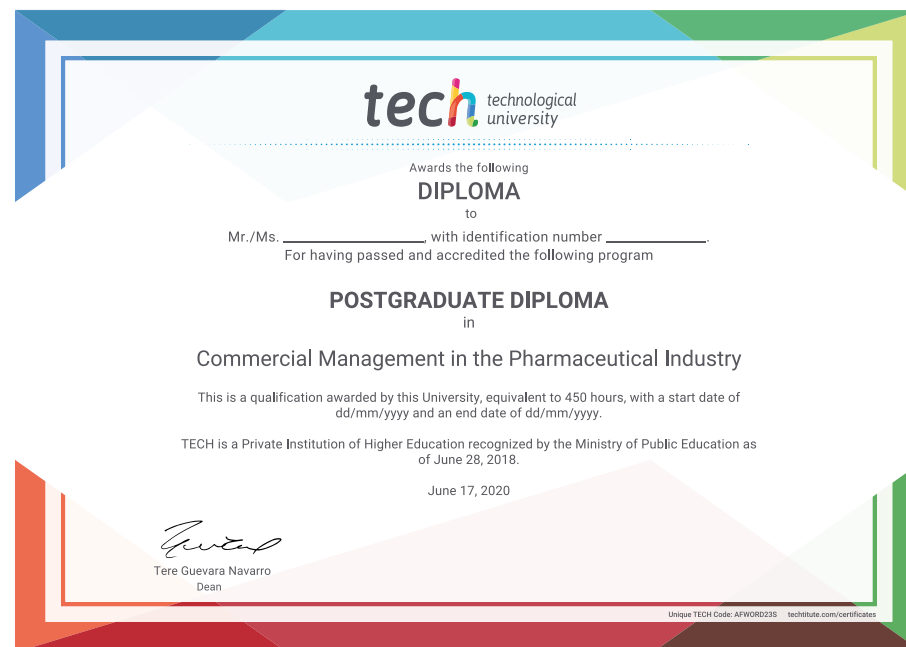 tech technological
university
Awards the following
DIPLOMA
to
Mr./Ms. ________________, with identification number ____________.
For having passed and accredited the following program
POSTGRADUATE DIPLOMA
in
Commercial Management in the Pharmaceutical Industry
This is a qualification awarded by this University, equivalent to 450 hours, with a start date of
dd/mm/yyyy and an end date of dd/mm/yyyy.
TECH is a Private Institution of Higher Education recognized by the Ministry of Public Education as
of June 28, 2018.
June 17, 2020
Tere Guevara Navarro
Dean
Unique TECH Code: AFWORD23S techtitute.com/certificates